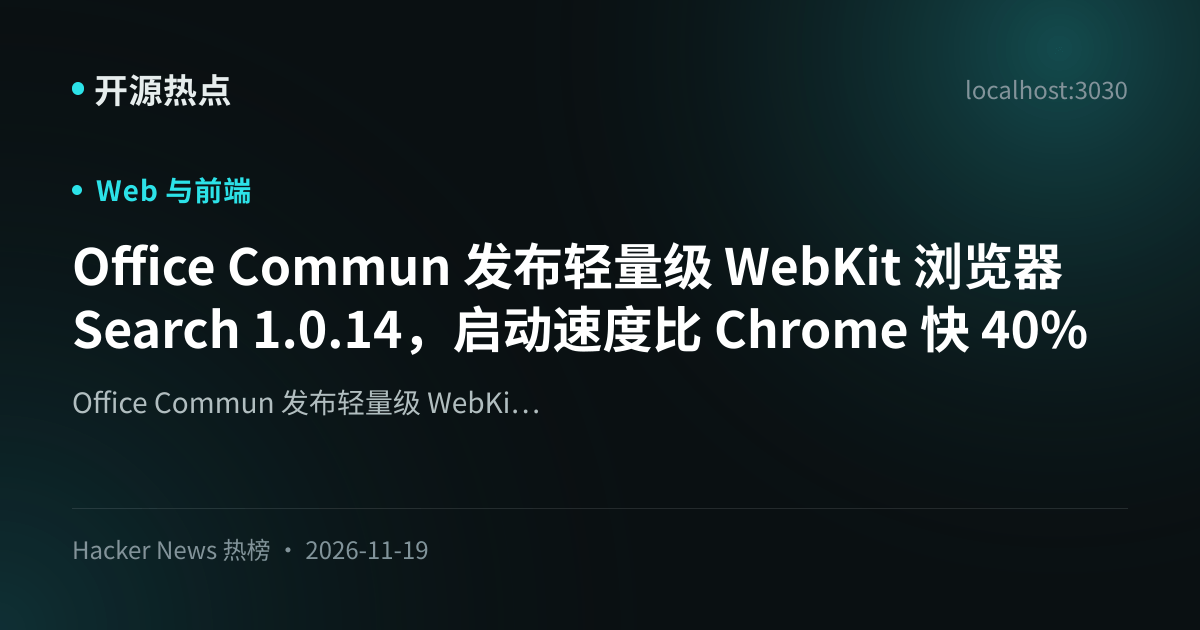 开源热点
localhost:3030
Web 与前端
Office Commun 发布轻量级 WebKit 浏览器
Search 1.0.14，启动速度比 Chrome 快 40%
Office Commun 发布轻量级 WebKi…
Hacker News 热榜 · 2026-11-19